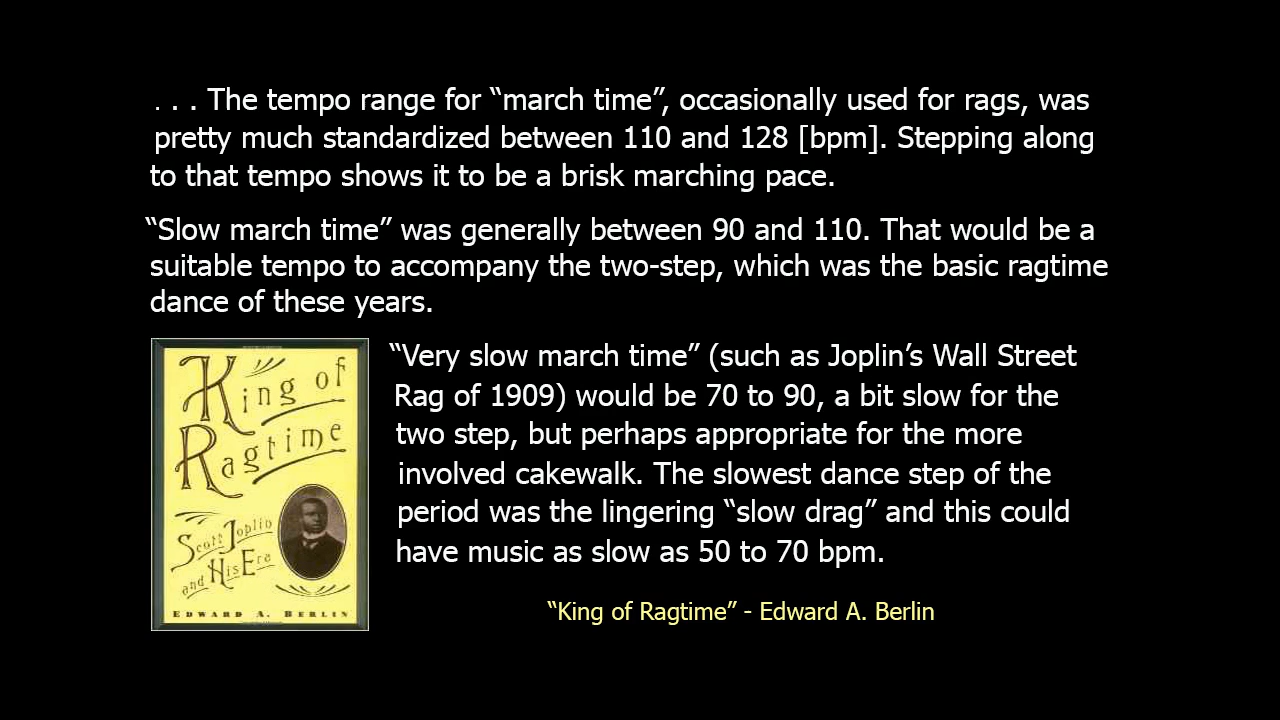 . . . The tempo range for “march time”, occasionally used for rags, was
pretty much standardized between 110 and 128 [bpm]. Stepping along
to that tempo shows it to be a brisk marching pace.
“Slow march time” was generally between 90 and 110. That would be a
suitable tempo to accompany the two-step, which was the basic ragtime
dance of these years.
“Very slow march time” (such as Joplin’s Wall Street
Rag of 1909) would be 70 to 90, a bit slow for the
two step, but perhaps appropriate for the more
involved cakewalk. The slowest dance step of the
period was the lingering “slow drag” and this could
have music as slow as 50 to 70 bpm.
“King of Ragtime” - Edward A. Berlin
King of
Ragtime
Scott Joplin
and His Era
EDWARD A. BERLIN